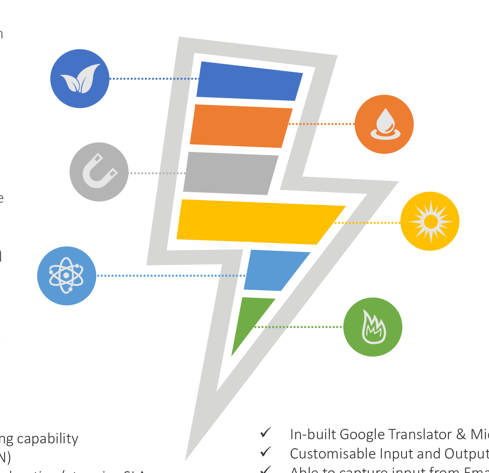 ng capability
N)
In-built Google Translator & Mi
Customisable Input and Output
Able to capture input from Ema